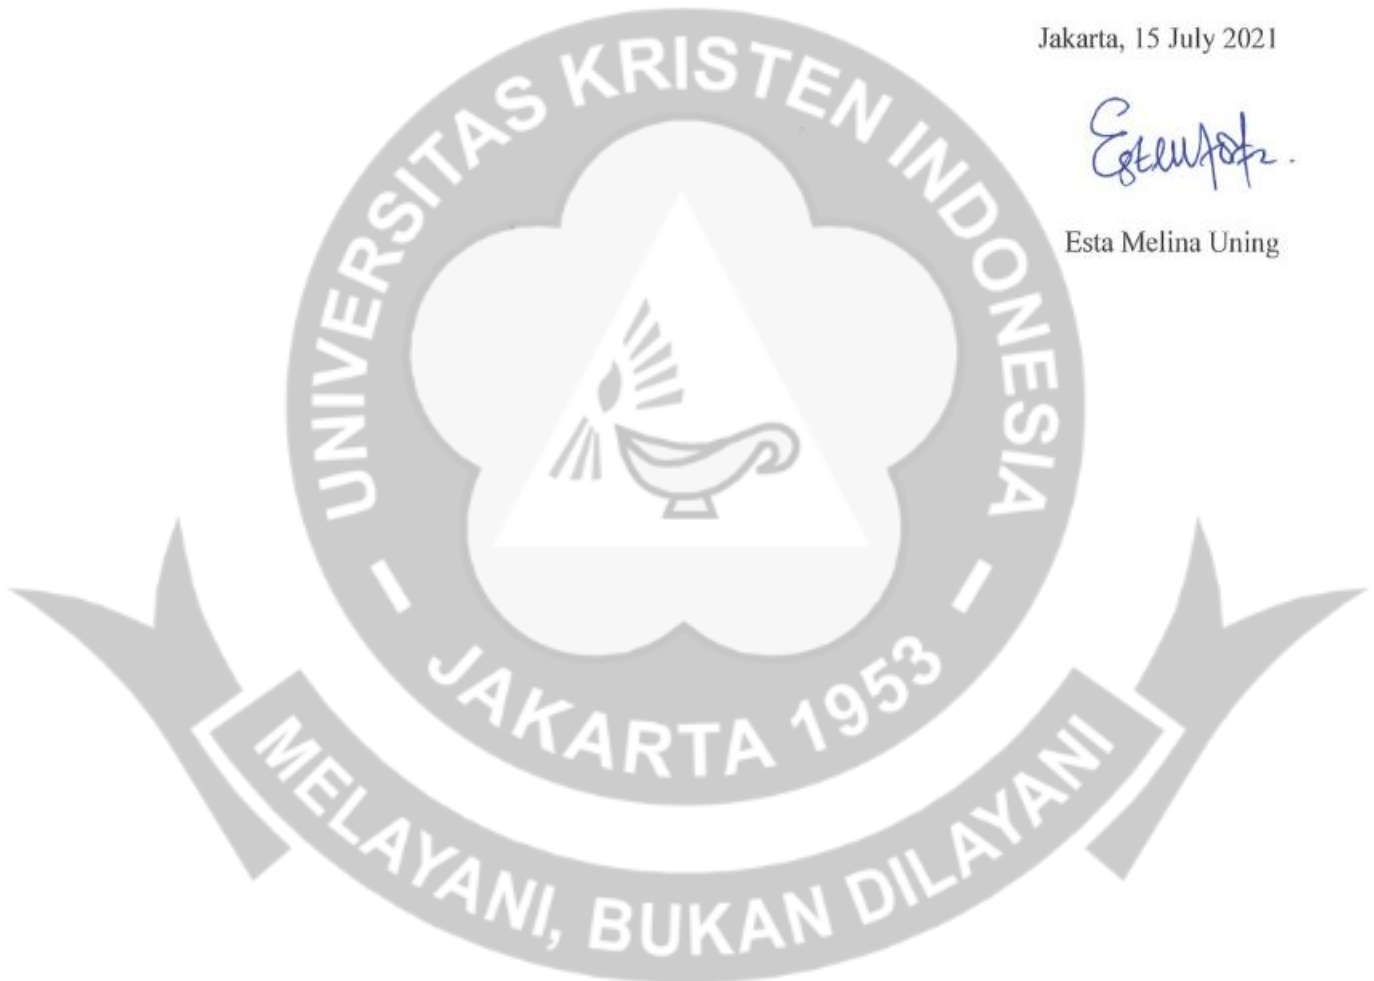 Jakarta, 15 July 2021
Esta Melina Uning
UNIVERSITAS KRISTEN INDONESIA
JAKARTA 1953
MELAYANI, BUKAN DILAYANI